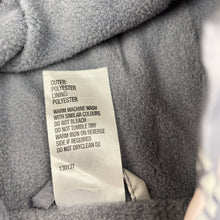 OUTER:
POLYESTER
LINING:
POLYESTER
WARM MACHINE WASH
WITH SIMILAR COLOURS
DO NOT BLEACH
DO NOT TUMBLE DRY
WARM IRON ON REVERSE
SIDE IF REQUIRED
DO NOT DRYCLEAN
130131